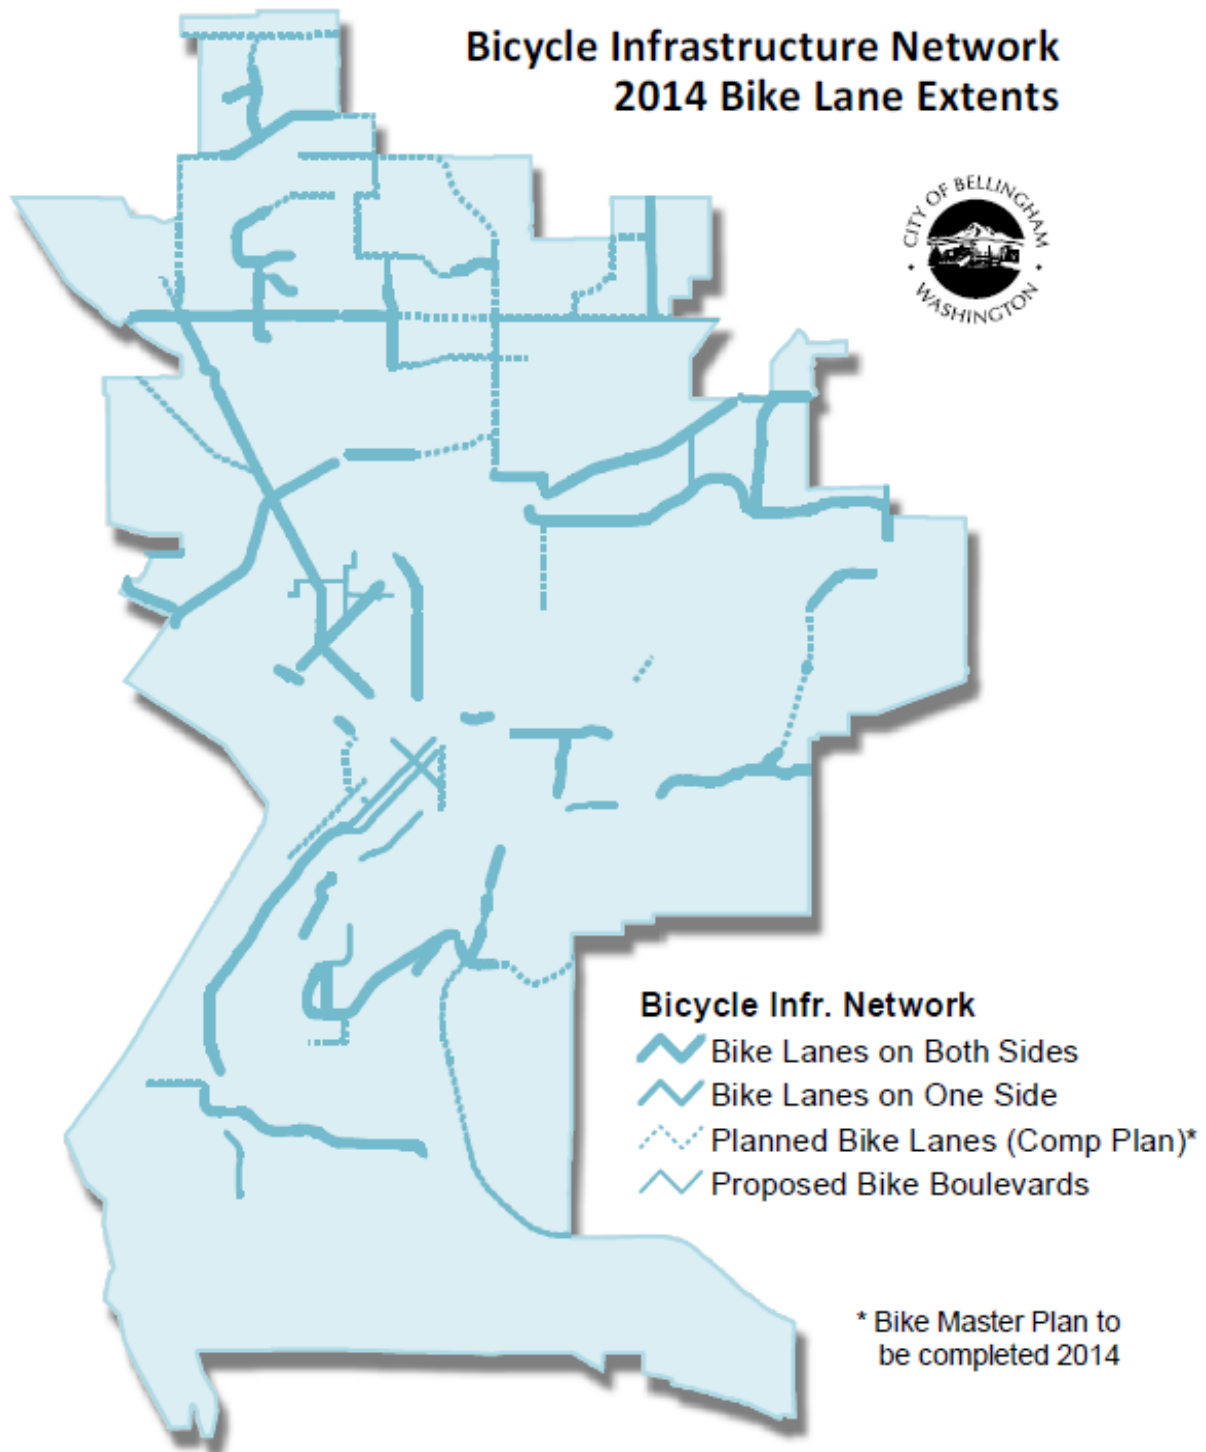 Bicycle Infrastructure Network
2014 Bike Lane Extents
CITY OF BELLINGHAM
• WASHINGTON •
Bicycle Infr. Network
Bike Lanes on Both Sides
Bike Lanes on One Side
Planned Bike Lanes (Comp Plan)*
Proposed Bike Boulevards
* Bike Master Plan to
be completed 2014